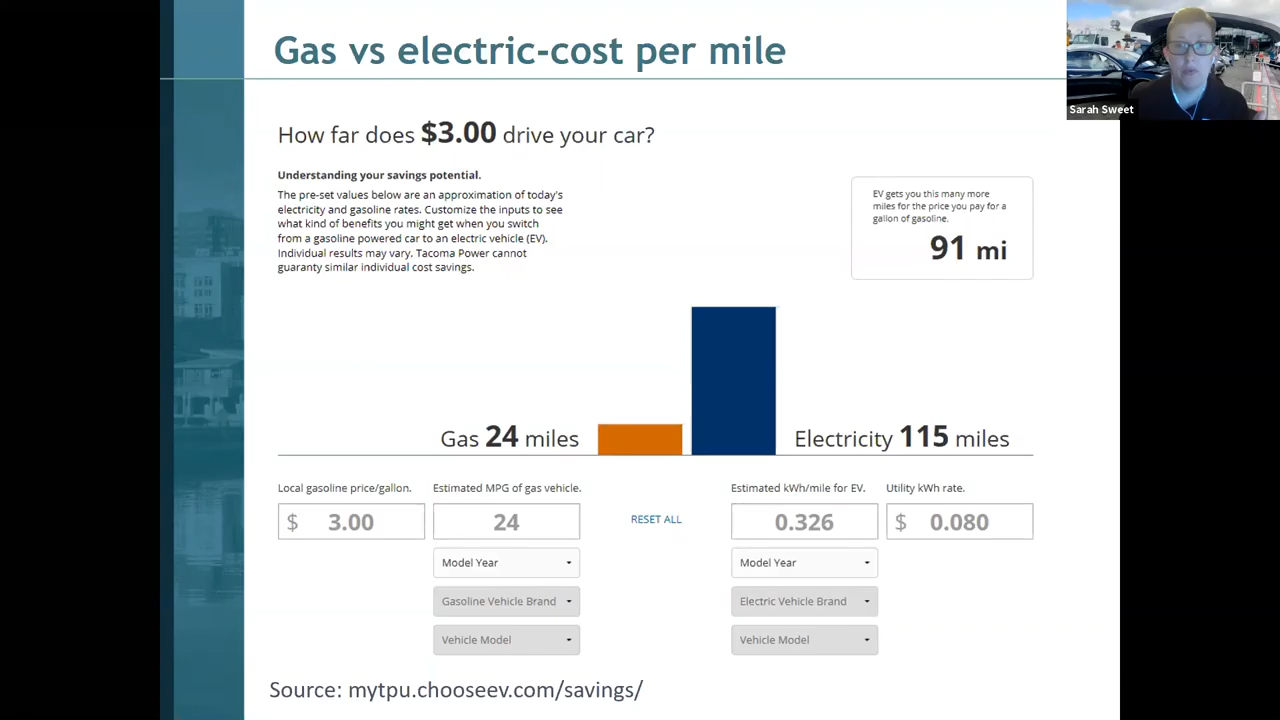 Gas vs electric-cost per mile
Sarah Sweet
How far does $3.00 drive your car?
Understanding your savings potential.
The pre-set values below are an approximation of today's
electricity and gasoline rates. Customize the inputs to see
what kind of benefits you might get when you switch
from a gasoline powered car to an electric vehicle (EV).
Individual results may vary. Tacoma Power cannot
guaranty similar individual cost savings.
EV gets you this many more
miles for the price you pay for a
gallon of gasoline.
91 mi
Gas 24 miles
Electricity 115 miles
Local gasoline price/gallon.
Estimated MPG of gas vehicle.
Estimated kWh/mile for EV.
Utility kWh rate.
$ 3.00
24
RESET ALL
0.326
$ 0.080
Model Year
Model Year
Gasoline Vehicle Brand
Electric Vehicle Brand
Vehicle Model
Vehicle Model
Source: mytpu.chooseev.com/savings/